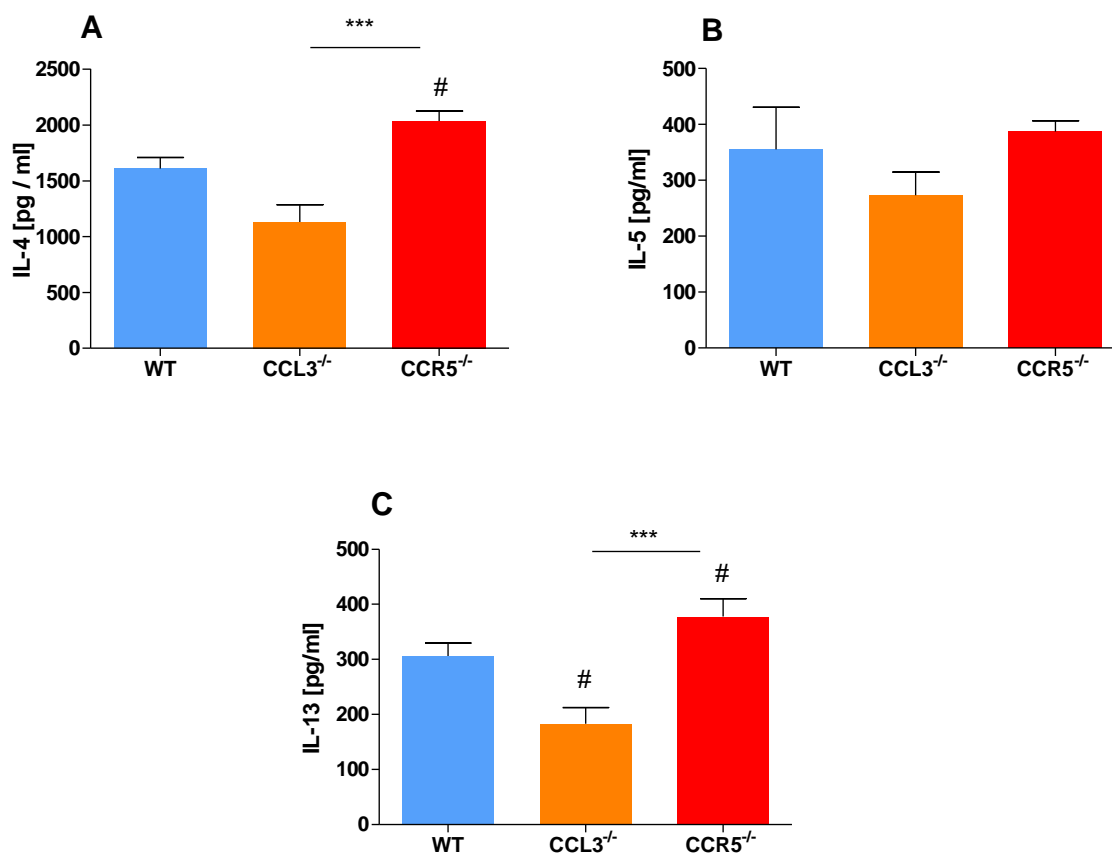 A
***
#
2500
2000
1500
1000
500
0
IL-4 [pg / ml]
WT CCL3-/- CCR5-/-
B
500
400
300
200
100
0
IL-5 [pg/ml]
WT CCL3-/- CCR5-/-
C
***
#
#
500
400
300
200
100
0
IL-13 [pg/ml]
WT CCL3-/- CCR5-/-